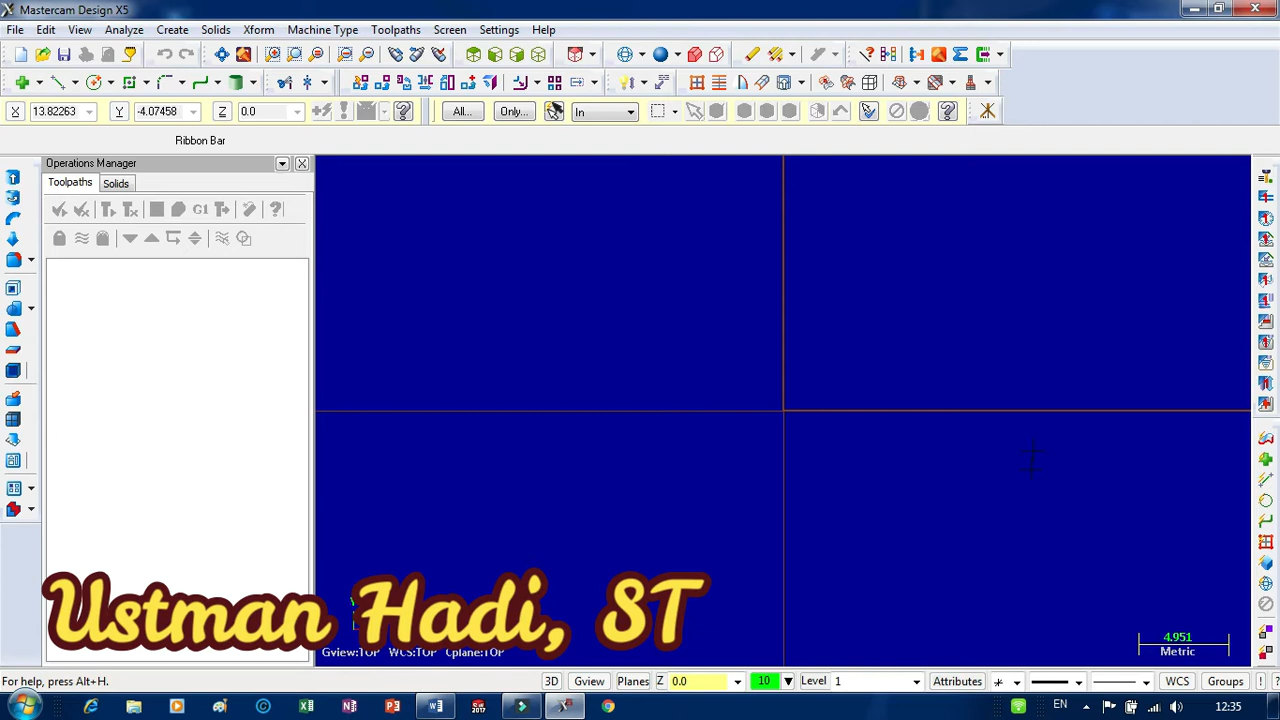 Mastercam Design X5
File Edit View Analyze Create Solids Xform Machine Type Toolpaths Screen Settings Help
X 13.82263 Y -4.07458 Z 0.0 All... Only... In
Ribbon Bar
Operations Manager
Toolpaths Solids
G1
Ustman Hadi, ST
Gview:TOP WCS:TOP Cplane:TOP
4.951
Metric
For help, press Alt+H. 3D Gview Planes Z 0.0 10 Level 1 Attributes WCS Groups ! ?
2017 EN 12:35